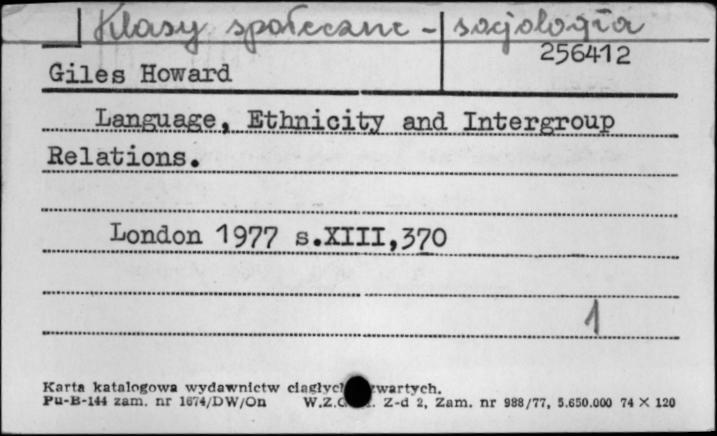 Klasy społeczne - socjologia
256412
Giles Howard
Language, Ethnicity and Intergroup
Relations.
London 1977 s.XIII,370
1
Karta katalogowa wydawnictw zwartych.
Pu-B-144 zam. nr 1674/DW/On W.Z.G. Z-d 2, Zam. nr 988/77, 5.650.000 74 X 120